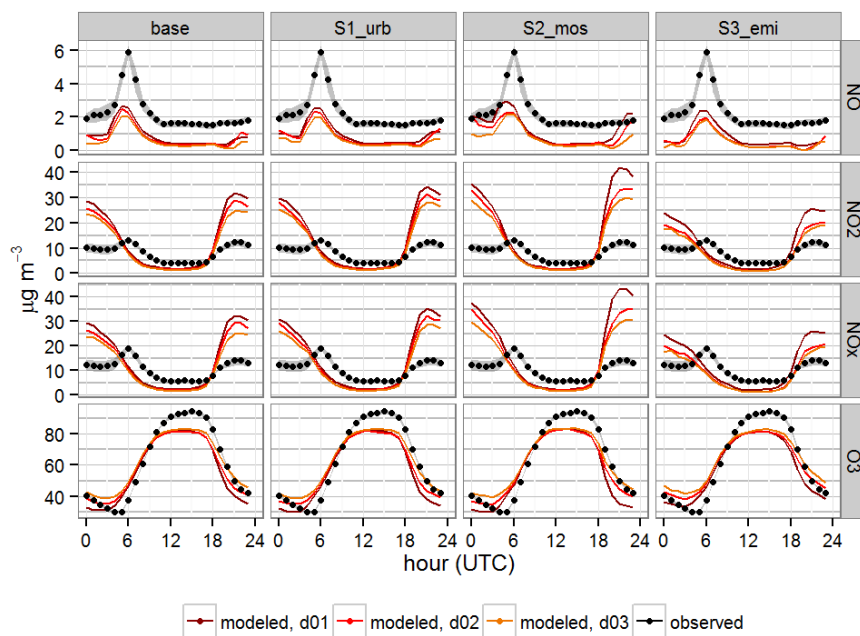 base S1_urb S2_mos S3_emi
6
4
2
0
NO
40
30
20
10
0
NO2
40
30
20
10
0
NOx
80
60
40
O3
µg m⁻³
0 6 12 18 24 0 6 12 18 24 0 6 12 18 24 0 6 12 18 24
hour (UTC)
modeled, d01 modeled, d02 modeled, d03 observed